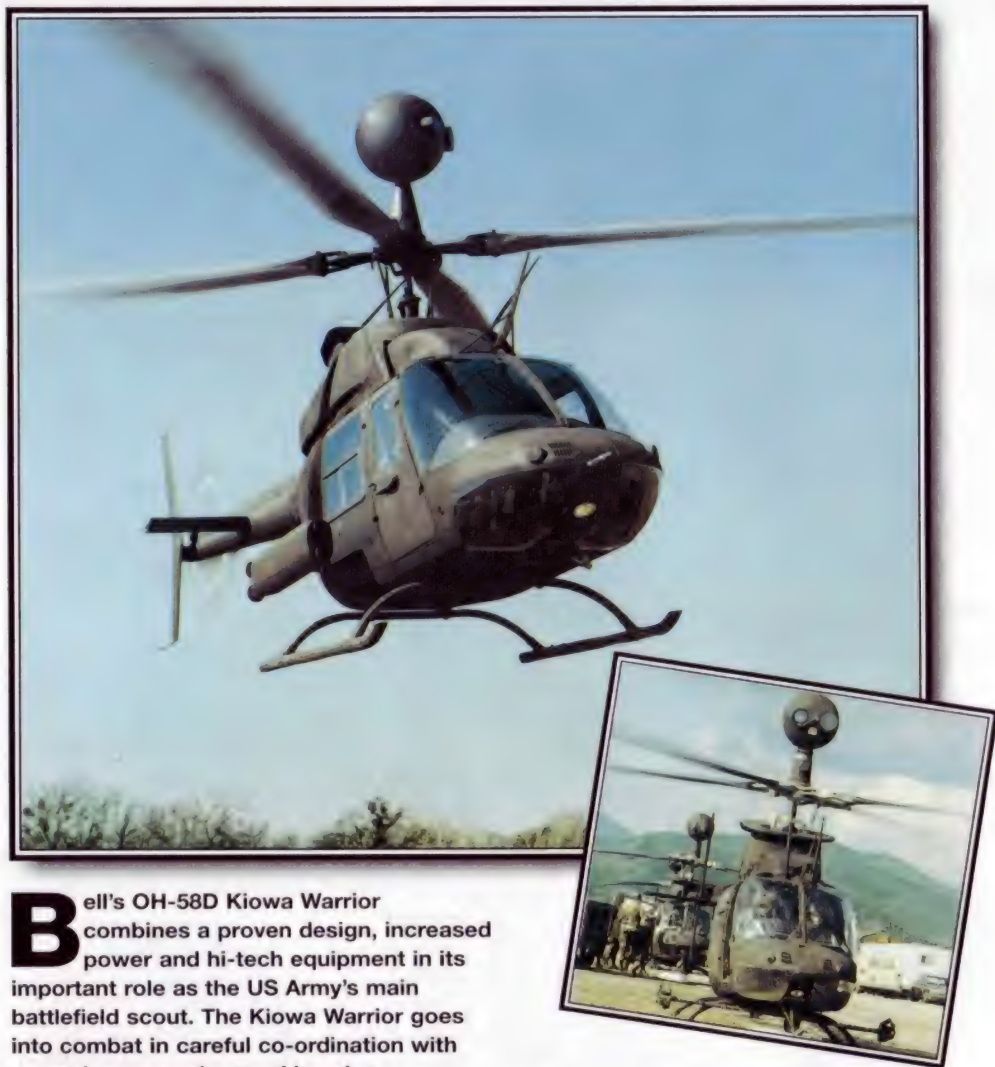 Bell's OH-58D Kiowa Warrior
combines a proven design, increased
power and hi-tech equipment in its
important role as the US Army's main
battlefield scout. The Kiowa Warrior goes
into combat in careful co-ordination with